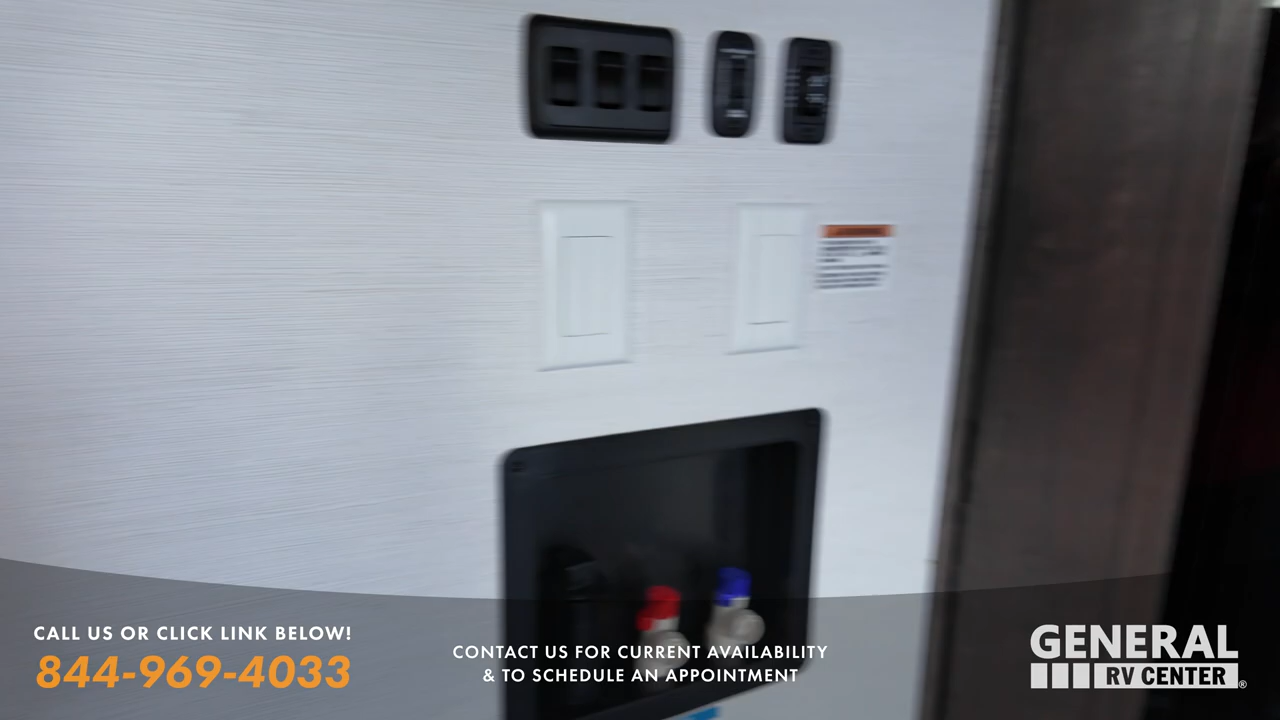 CALL US OR CLICK LINK BELOW!
844-969-4033
CONTACT US FOR CURRENT AVAILABILITY
& TO SCHEDULE AN APPOINTMENT
GENERAL
RV CENTER®